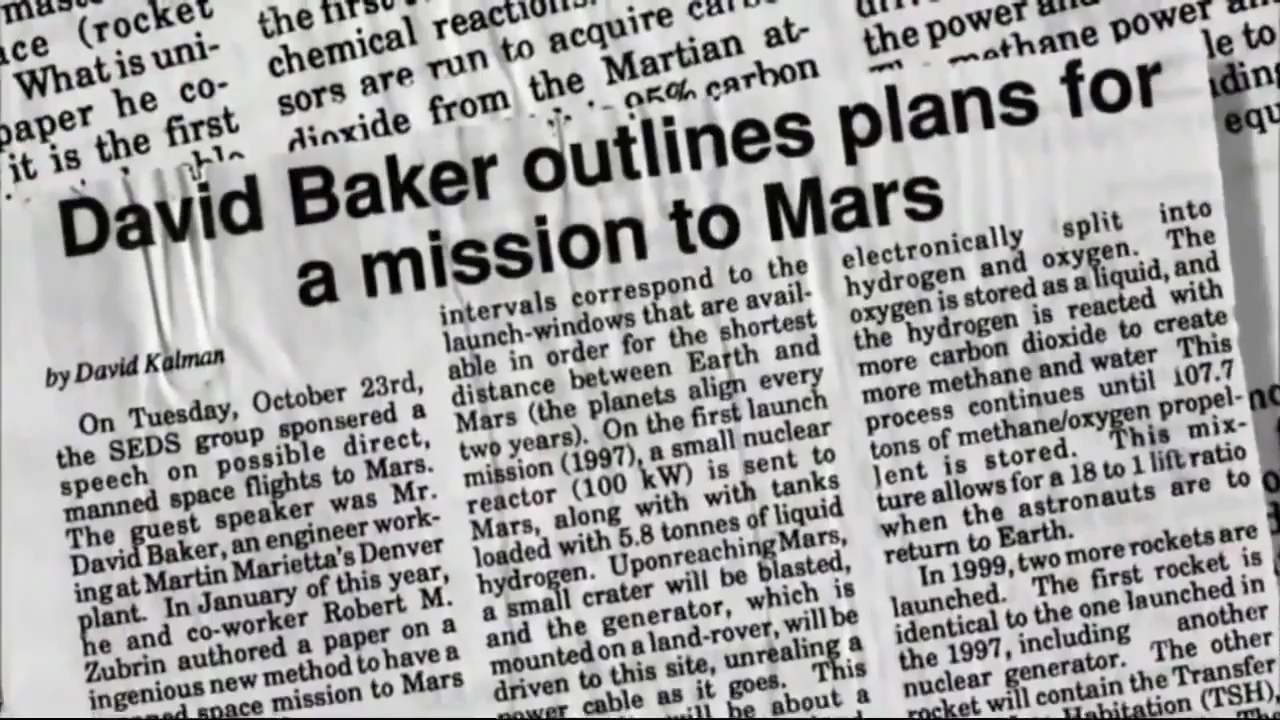 ace (rocket
What is uni-
paper he co-
it is the first
the first
chemical reactions
sors are run to acquire
from the Martian at-
dioxide
95% carbon
the power and
methane power
le to
David Baker outlines plans for
a mission to Mars
by David Kalman
On Tuesday, October 23rd,
the SEDS group sponsered a
speech on possible direct,
manned space flights to Mars.
The guest speaker was Mr.
David Baker, an engineer work-
ing at Martin Marietta's Denver
plant. In January of this year,
he and co-worker Robert M.
Zubrin authored a paper on a
ingenious new method to have a
space mission to Mars
intervals correspond to the
launch-windows that are avail-
able in order for the shortest
distance between Earth and
Mars (the planets align every
two years). On the first launch
mission (1997), a small nuclear
reactor (100 kW) is sent to
Mars, along with with tanks
loaded with 5.8 tonnes of liquid
hydrogen. Uponreaching Mars,
a small crater will be blasted,
and the generator, which is
mounted on a land-rover, will be
driven to this site, unrealing a
power cable as it goes. This
will be about a
electronically split into
hydrogen and oxygen. The
oxygen is stored as a liquid, and
the hydrogen is reacted with
more carbon dioxide to create
more methane and water This
process continues until 107.7
tons of methane/oxygen propel-
lent is stored. This mix-
ture allows for a 18 to 1 lift ratio
when the astronauts are to
return to Earth.
In 1999, two more rockets are
launched. The first rocket is
identical to the one launched in
the 1997, including another
nuclear generator. The other
rocket will contain the Transfer
Habitation (TSH),